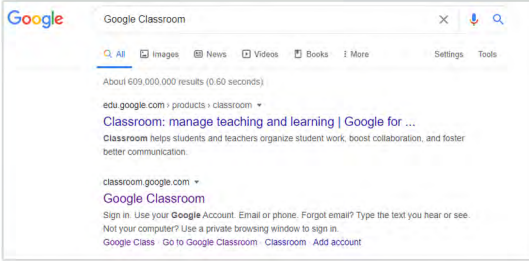 Google
Google Classroom
All Images News Videos Books More Settings Tools
About 609,000,000 results (0.60 seconds)
edu.google.com › products › classroom
Classroom: manage teaching and learning | Google for ...
Classroom helps students and teachers organize student work, boost collaboration, and foster
better communication.
classroom.google.com
Google Classroom
Sign in. Use your Google Account. Email or phone. Forgot email? Type the text you hear or see.
Not your computer? Use a private browsing window to sign in.
Google Class · Go to Google Classroom · Classroom · Add account